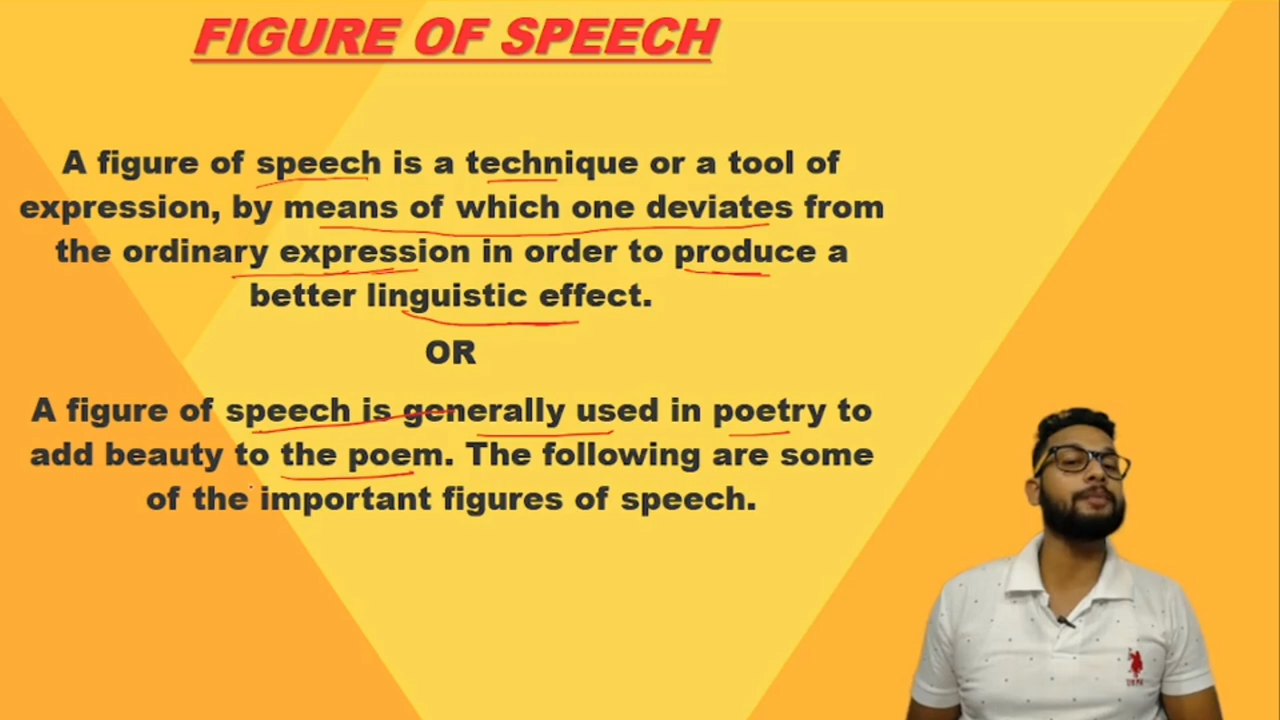 FIGURE OF SPEECH
A figure of speech is a technique or a tool of
expression, by means of which one deviates from
the ordinary expression in order to produce a
better linguistic effect.
OR
A figure of speech is generally used in poetry to
add beauty to the poem. The following are some
of the important figures of speech.